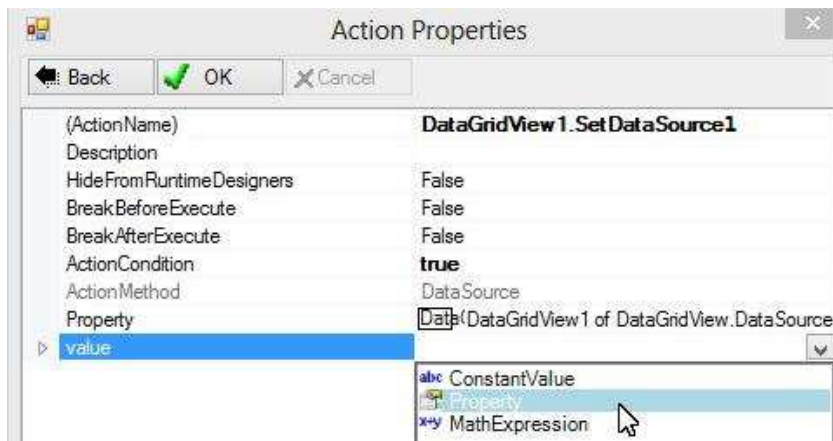 Action Properties
Back OK Cancel
(ActionName) DataGridView1.SetDataSource1
Description
HideFromRuntimeDesigners False
BreakBeforeExecute False
BreakAfterExecute False
ActionCondition true
ActionMethod DataSource
Property Data(DataGridView1 of DataGridView.DataSource
value
abc ConstantValue
Property
x+y MathExpression